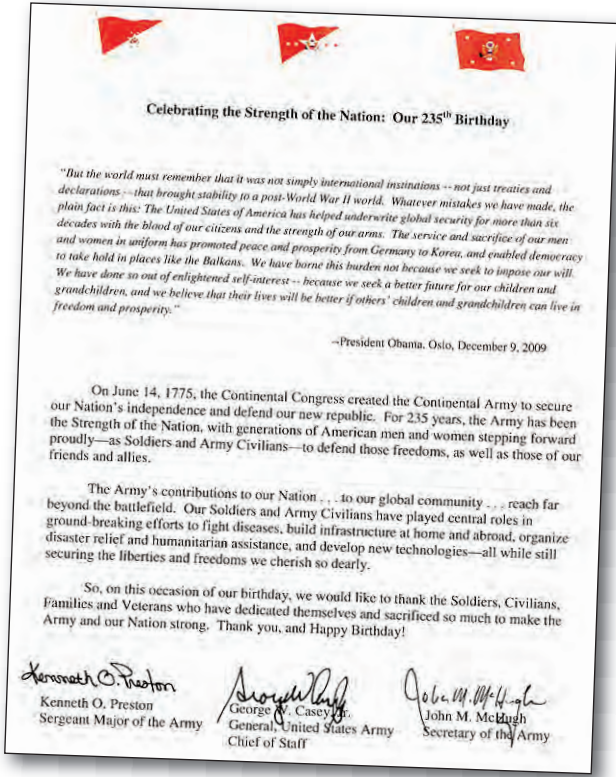 Celebrating the Strength of the Nation: Our 235th Birthday
"But the world must remember that it was not simply international institutions -- not just treaties and
declarations -- that brought stability to a post-World War II world. Whatever mistakes we have made, the
plain fact is this: The United States of America has helped underwrite global security for more than six
decades with the blood of our citizens and the strength of our arms. The service and sacrifice of our men
and women in uniform has promoted peace and prosperity from Germany to Korea, and enabled democracy
to take hold in places like the Balkans. We have borne this burden not because we seek to impose our will.
We have done so out of enlightened self-interest -- because we seek a better future for our children and
grandchildren, and we believe that their lives will be better if others' children and grandchildren can live in
freedom and prosperity."
--President Obama, Oslo, December 9, 2009
On June 14, 1775, the Continental Congress created the Continental Army to secure
our Nation's independence and defend our new republic. For 235 years, the Army has been
the Strength of the Nation, with generations of American men and women stepping forward
proudly—as Soldiers and Army Civilians—to defend those freedoms, as well as those of our
friends and allies.
The Army's contributions to our Nation . . . to our global community . . . reach far
beyond the battlefield. Our Soldiers and Army Civilians have played central roles in
ground-breaking efforts to fight diseases, build infrastructure at home and abroad, organize
disaster relief and humanitarian assistance, and develop new technologies—all while still
securing the liberties and freedoms we cherish so dearly.
So, on this occasion of our birthday, we would like to thank the Soldiers, Civilians,
Families and Veterans who have dedicated themselves and sacrificed so much to make the
Army and our Nation strong. Thank you, and Happy Birthday!
Kenneth O. Preston
Kenneth O. Preston
Sergeant Major of the Army
George W. Casey Jr.
George W. Casey Jr.
General, United States Army
Chief of Staff
John M. McHugh
John M. McHugh
Secretary of the Army